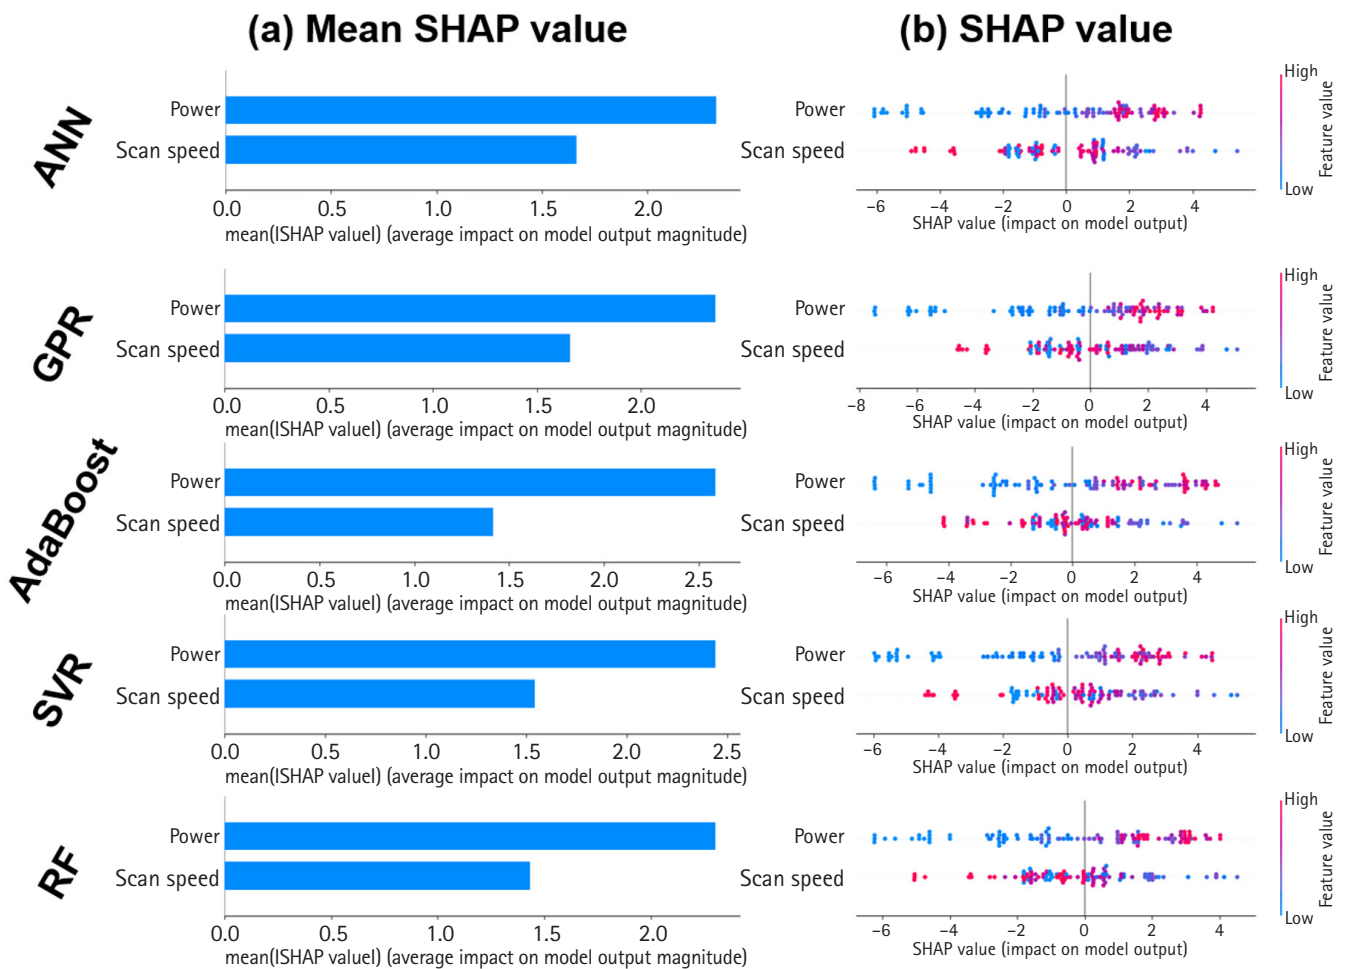 (a) Mean SHAP value
(b) SHAP value
ANN
Power
Scan speed
0.0 0.5 1.0 1.5 2.0
mean(ISHAP valueI) (average impact on model output magnitude)
Power
Scan speed
−6 −4 −2 0 2 4
SHAP value (impact on model output)
High
Low
Feature value
GPR
Power
Scan speed
0.0 0.5 1.0 1.5 2.0
mean(ISHAP valueI) (average impact on model output magnitude)
Power
Scan speed
−8 −6 −4 −2 0 2 4
SHAP value (impact on model output)
High
Low
Feature value
AdaBoost
Power
Scan speed
0.0 0.5 1.0 1.5 2.0 2.5
mean(ISHAP valueI) (average impact on model output magnitude)
Power
Scan speed
−6 −4 −2 0 2 4
SHAP value (impact on model output)
High
Low
Feature value
SVR
Power
Scan speed
0.0 0.5 1.0 1.5 2.0 2.5
mean(ISHAP valueI) (average impact on model output magnitude)
Power
Scan speed
−6 −4 −2 0 2 4
SHAP value (impact on model output)
High
Low
Feature value
RF
Power
Scan speed
0.0 0.5 1.0 1.5 2.0
mean(ISHAP valueI) (average impact on model output magnitude)
Power
Scan speed
−6 −4 −2 0 2 4
SHAP value (impact on model output)
High
Low
Feature value